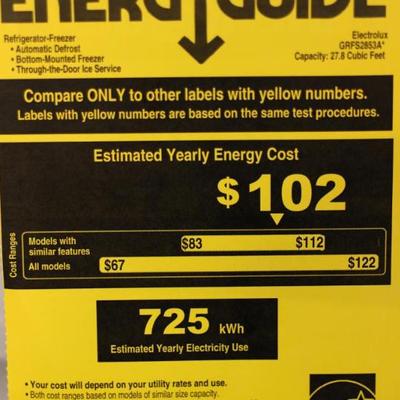 ENERGYGUIDE
Refrigerator-Freezer
• Automatic Defrost
• Bottom-Mounted Freezer
• Through-the-Door Ice Service
Electrolux
GRFS2853A*
Capacity: 27.8 Cubic Feet
Compare ONLY to other labels with yellow numbers.
Labels with yellow numbers are based on the same test procedures.
Estimated Yearly Energy Cost
$102
Cost Ranges
Models with
similar features
$83 $112
All models
$67 $122
725 kWh
Estimated Yearly Electricity Use
• Your cost will depend on your utility rates and use.
• Both cost ranges based on models of similar size capacity.